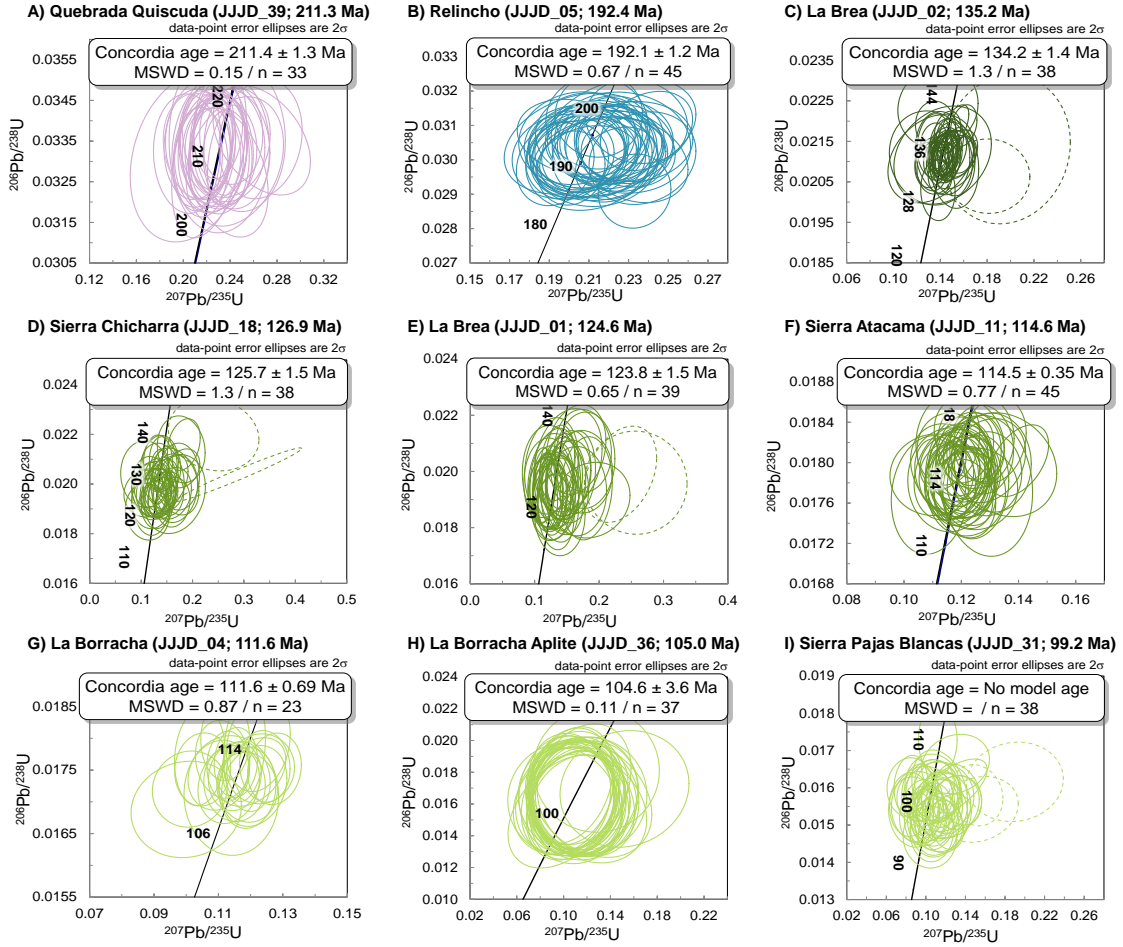 A) Quebrada Quiscuda (JJJD_39; 211.3 Ma)
data-point error ellipses are 2σ
Concordia age = 211.4 ± 1.3 Ma
MSWD = 0.15 / n = 33
0.0355
0.0345
0.0335
0.0325
0.0315
0.0305
206Pb/238U
220
210
200
0.12 0.16 0.20 0.24 0.28 0.32
207Pb/235U
B) Relincho (JJJD_05; 192.4 Ma)
data-point error ellipses are 2σ
Concordia age = 192.1 ± 1.2 Ma
MSWD = 0.67 / n = 45
0.033
0.032
0.031
0.030
0.029
0.028
0.027
206Pb/238U
200
190
180
0.15 0.17 0.19 0.21 0.23 0.25 0.27
207Pb/235U
C) La Brea (JJJD_02; 135.2 Ma)
data-point error ellipses are 2σ
Concordia age = 134.2 ± 1.4 Ma
MSWD = 1.3 / n = 38
0.0235
0.0225
0.0215
0.0205
0.0195
0.0185
206Pb/238U
144
136
128
120
0.06 0.10 0.14 0.18 0.22 0.26
207Pb/235U
D) Sierra Chicharra (JJJD_18; 126.9 Ma)
data-point error ellipses are 2σ
Concordia age = 125.7 ± 1.5 Ma
MSWD = 1.3 / n = 38
0.024
0.022
0.020
0.018
0.016
206Pb/238U
140
130
120
110
0.0 0.1 0.2 0.3 0.4 0.5
207Pb/235U
E) La Brea (JJJD_01; 124.6 Ma)
data-point error ellipses are 2σ
Concordia age = 123.8 ± 1.5 Ma
MSWD = 0.65 / n = 39
0.024
0.022
0.020
0.018
0.016
206Pb/238U
140
120
0.0 0.1 0.2 0.3 0.4
207Pb/235U
F) Sierra Atacama (JJJD_11; 114.6 Ma)
data-point error ellipses are 2σ
Concordia age = 114.5 ± 0.35 Ma
MSWD = 0.77 / n = 45
0.0188
0.0184
0.0180
0.0176
0.0172
0.0168
206Pb/238U
18
114
110
0.08 0.10 0.12 0.14 0.16
207Pb/235U
G) La Borracha (JJJD_04; 111.6 Ma)
data-point error ellipses are 2σ
Concordia age = 111.6 ± 0.69 Ma
MSWD = 0.87 / n = 23
0.0185
0.0175
0.0165
0.0155
206Pb/238U
114
106
0.07 0.09 0.11 0.13 0.15
207Pb/235U
H) La Borracha Aplite (JJJD_36; 105.0 Ma)
data-point error ellipses are 2σ
Concordia age = 104.6 ± 3.6 Ma
MSWD = 0.11 / n = 37
0.024
0.022
0.020
0.018
0.016
0.014
0.012
0.010
206Pb/238U
100
0.02 0.06 0.10 0.14 0.18 0.22
207Pb/235U
I) Sierra Pajas Blancas (JJJD_31; 99.2 Ma)
data-point error ellipses are 2σ
Concordia age = No model age
MSWD = / n = 38
0.019
0.018
0.017
0.016
0.015
0.014
0.013
206Pb/238U
110
100
90
0.02 0.06 0.10 0.14 0.18 0.22 0.26
207Pb/235U